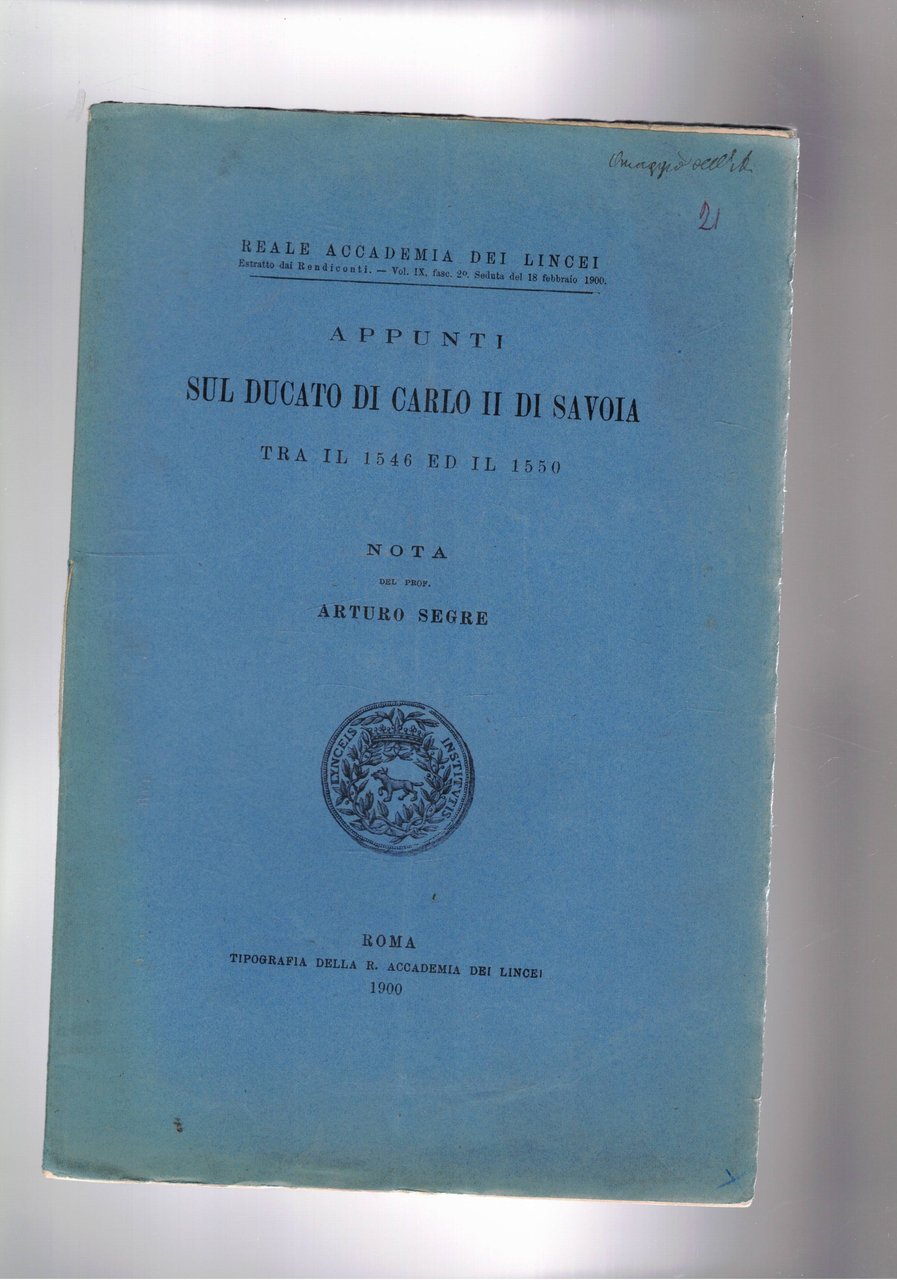 Omaggio dell'A.
21
REALE ACCADEMIA DEI LINCEI
Estratto dai Rendiconti. — Vol. IX, fasc. 2º. Seduta del 18 febbraio 1900.
APPUNTI
SUL DUCATO DI CARLO II DI SAVOIA
TRA IL 1546 ED IL 1550
NOTA
DEL PROF.
ARTURO SEGRE
LYNCEIS INSTITVTIS
ROMA
TIPOGRAFIA DELLA R. ACCADEMIA DEI LINCEI
1900